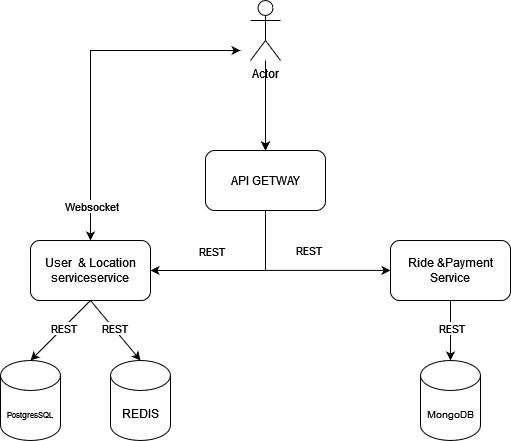 Actor
API GETWAY
Websocket
REST
REST
User & Location
serviceservice
Ride &Payment
Service
REST
REST
REST
PostgresSQL
REDIS
MongoDB